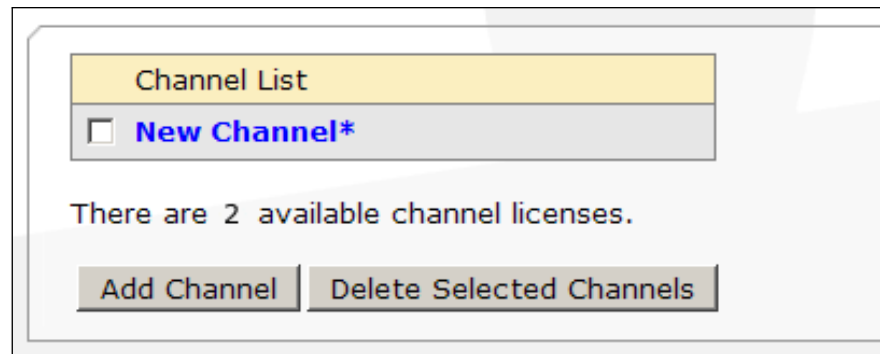 Channel List
New Channel*
There are 2 available channel licenses.
Add Channel Delete Selected Channels